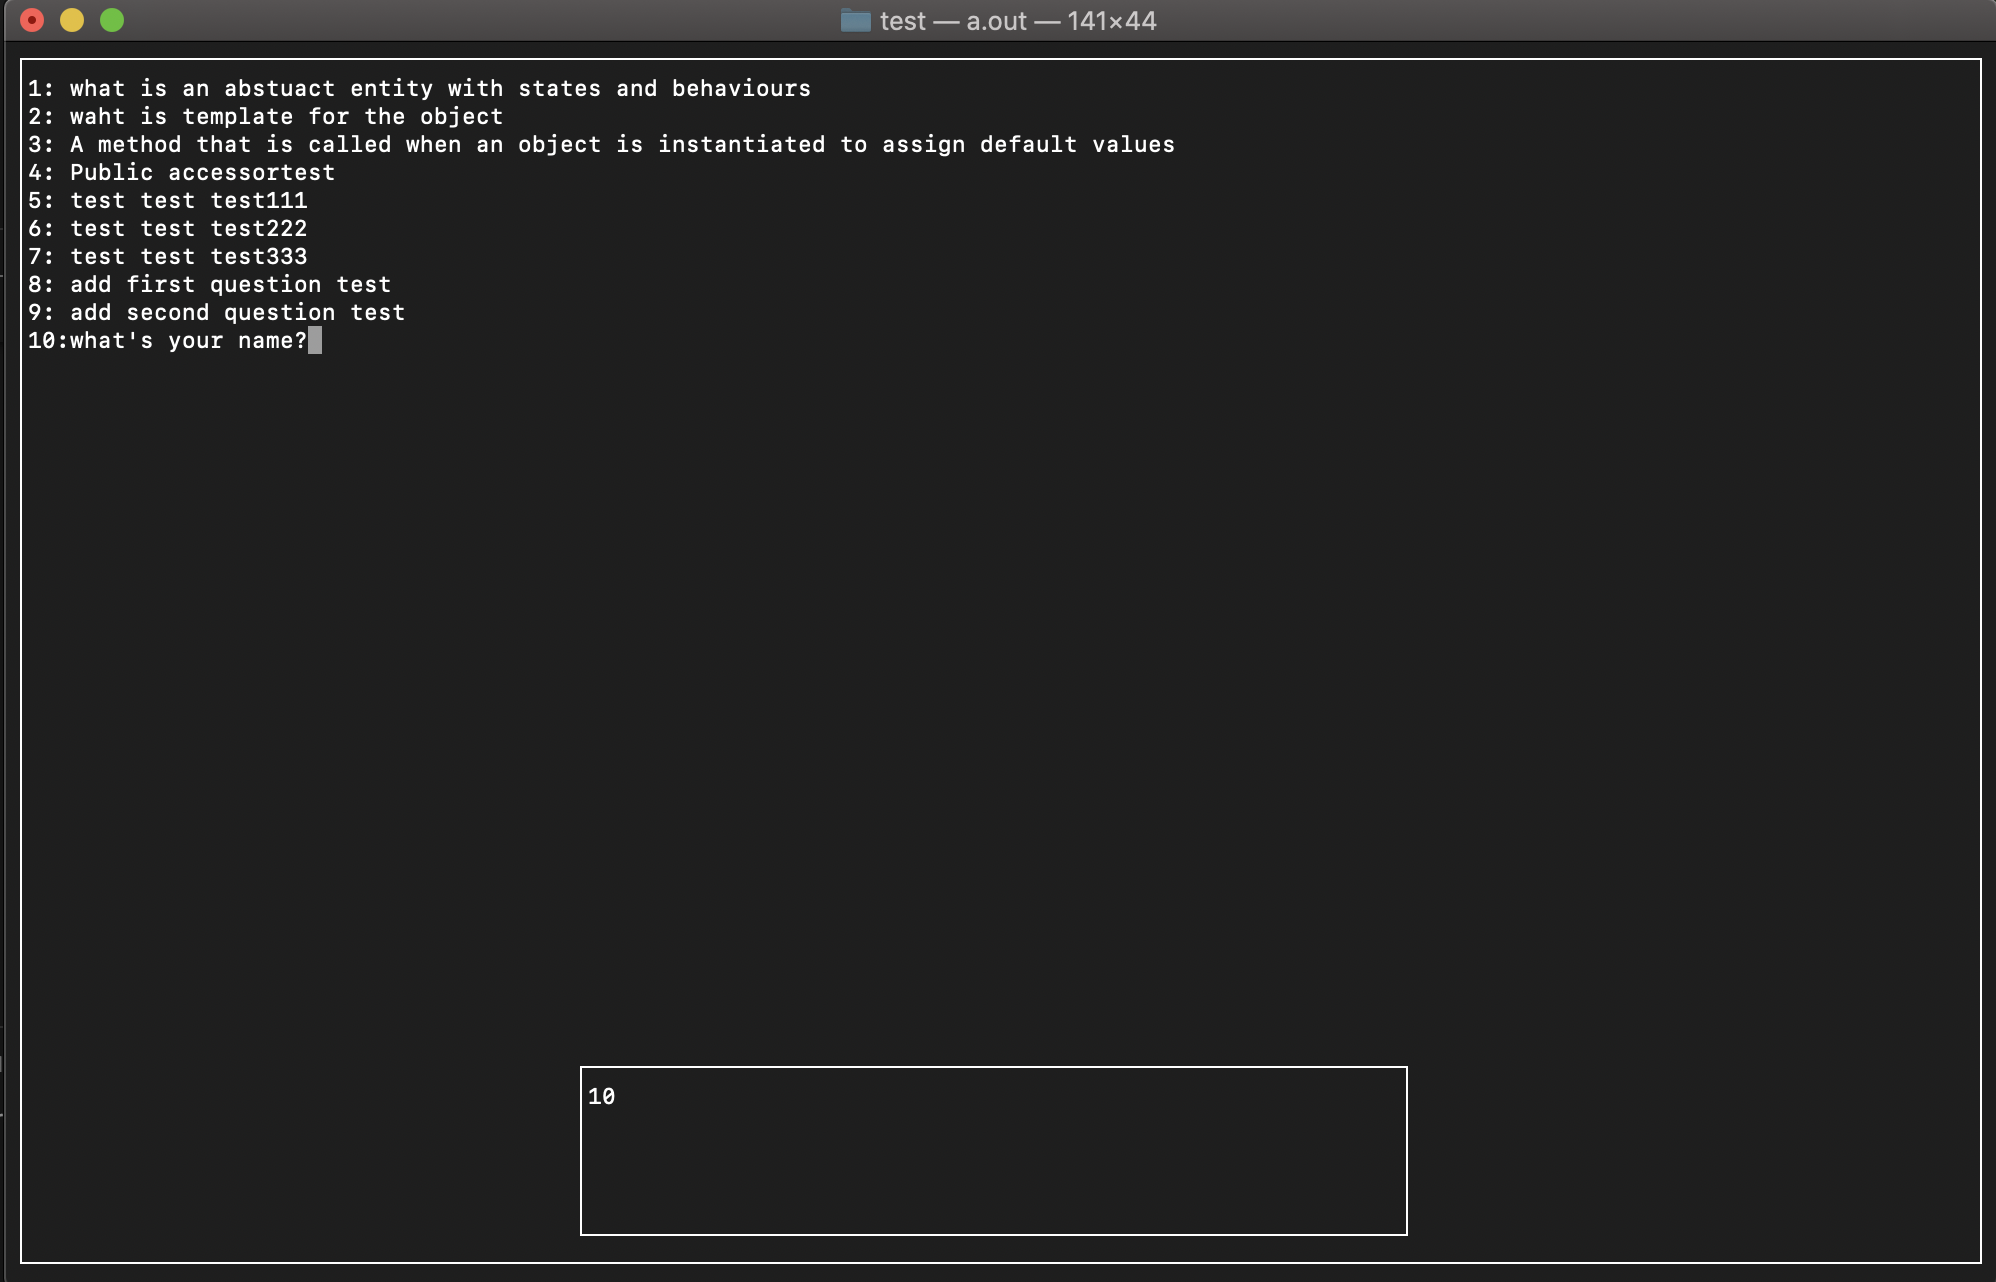 test — a.out — 141×44
1: what is an abstuact entity with states and behaviours
2: waht is template for the object
3: A method that is called when an object is instantiated to assign default values
4: Public accessortest
5: test test test111
6: test test test222
7: test test test333
8: add first question test
9: add second question test
10:what's your name?
10